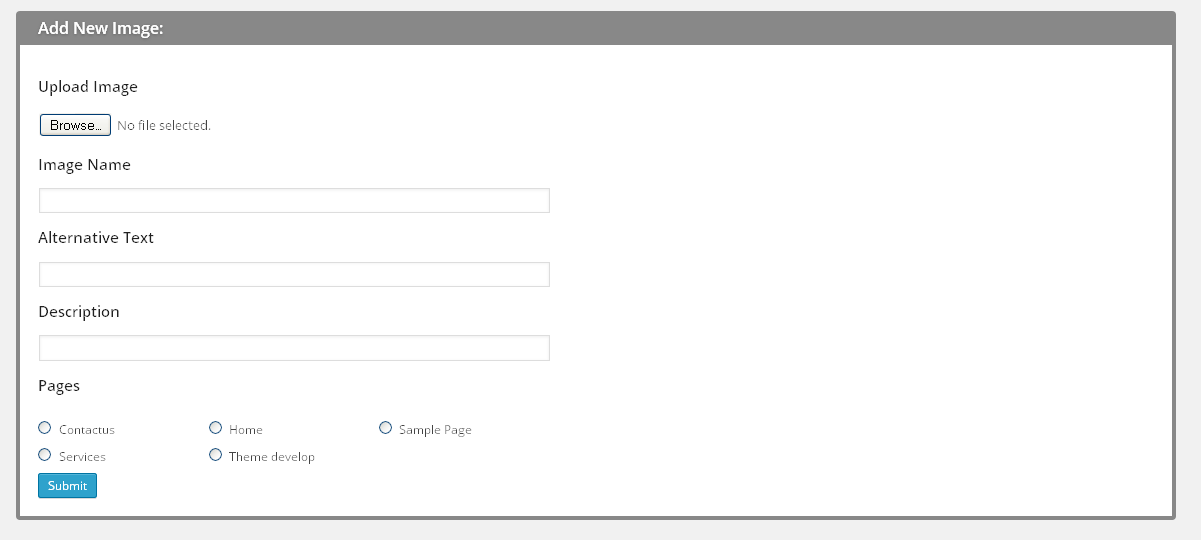 Add New Image:
Upload Image
Browse... No file selected.
Image Name
Alternative Text
Description
Pages
Contactus Home Sample Page
Services Theme develop
Submit